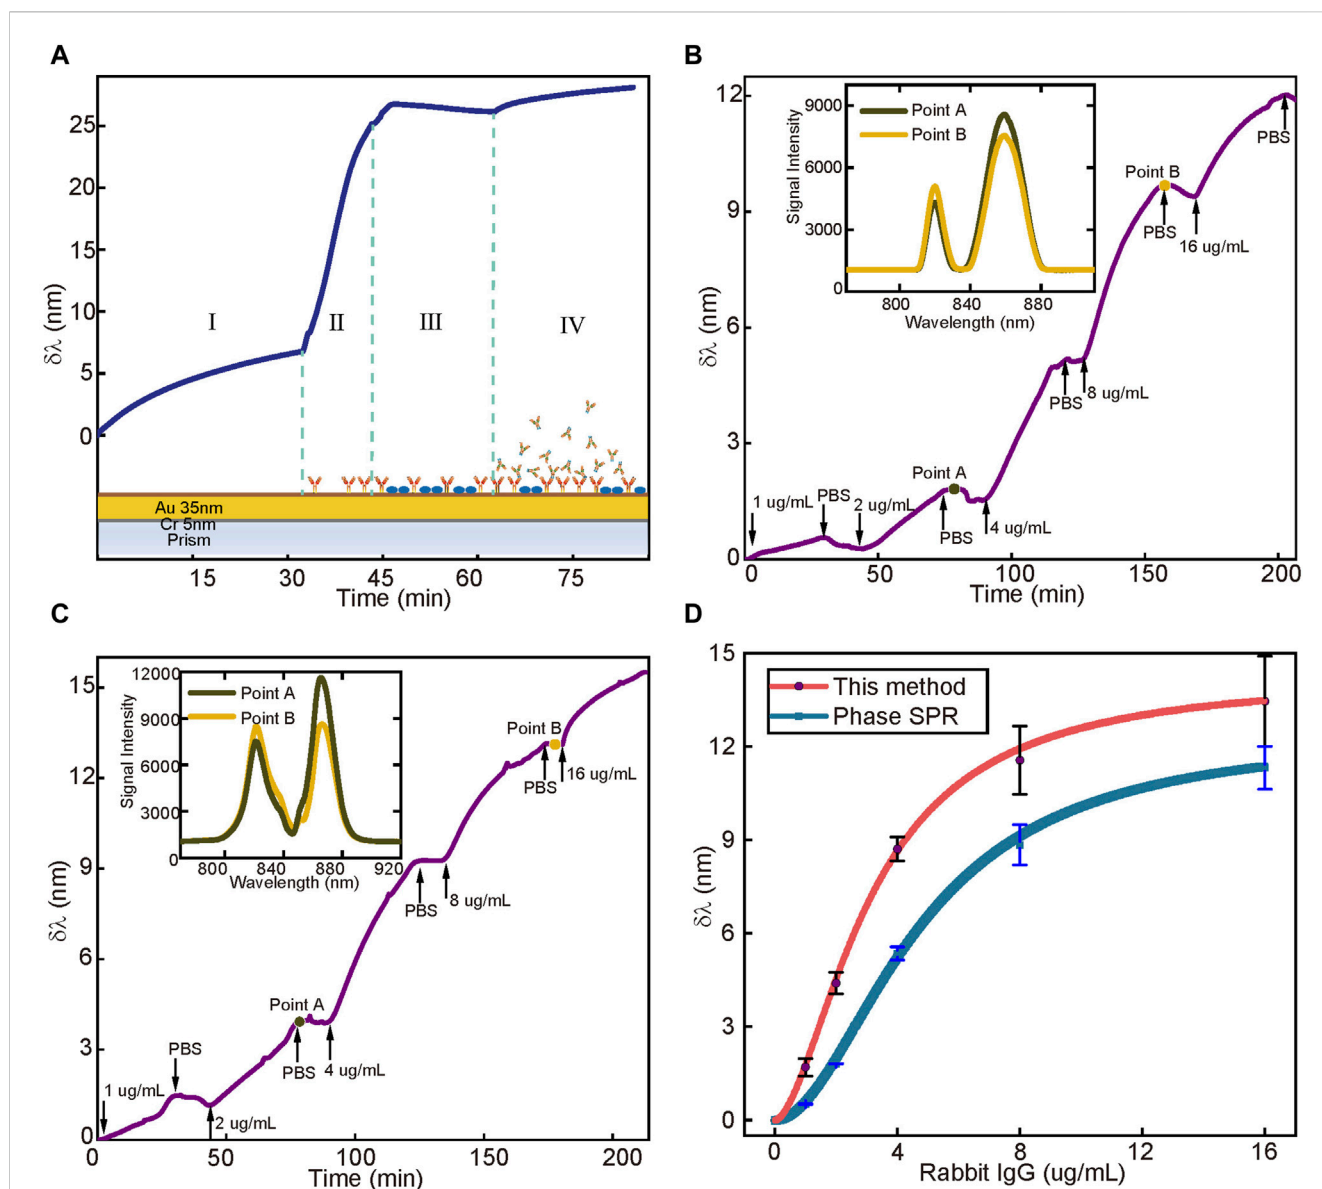 A
δλ (nm)
25
20
15
10
5
0
I
II
III
IV
Au 35nm
Cr 5nm
Prism
15
30
45
60
75
Time (min)
B
δλ (nm)
12
9
6
3
0
Signal Intensity
9000
6000
3000
0
Point A
Point B
800
840
880
Wavelength (nm)
1 ug/mL
PBS
2 ug/mL
Point A
PBS
4 ug/mL
PBS
8 ug/mL
Point B
PBS
16 ug/mL
PBS
0
50
100
150
200
Time (min)
C
δλ (nm)
15
12
9
6
3
0
Signal Intensity
12000
9000
6000
3000
0
Point A
Point B
800
840
880
920
Wavelength (nm)
1 ug/mL
PBS
2 ug/mL
Point A
PBS
4 ug/mL
PBS
8 ug/mL
Point B
PBS
16 ug/mL
0
50
100
150
200
Time (min)
D
δλ (nm)
15
12
9
6
3
0
This method
Phase SPR
0
4
8
12
16
Rabbit IgG (ug/mL)